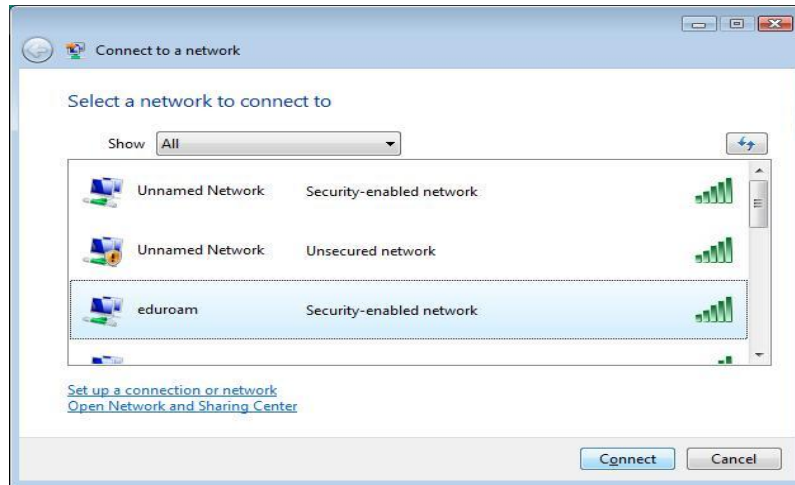 Connect to a network
Select a network to connect to
Show All
Unnamed Network Security-enabled network
Unnamed Network Unsecured network
eduroam Security-enabled network
Set up a connection or network
Open Network and Sharing Center
Connect Cancel